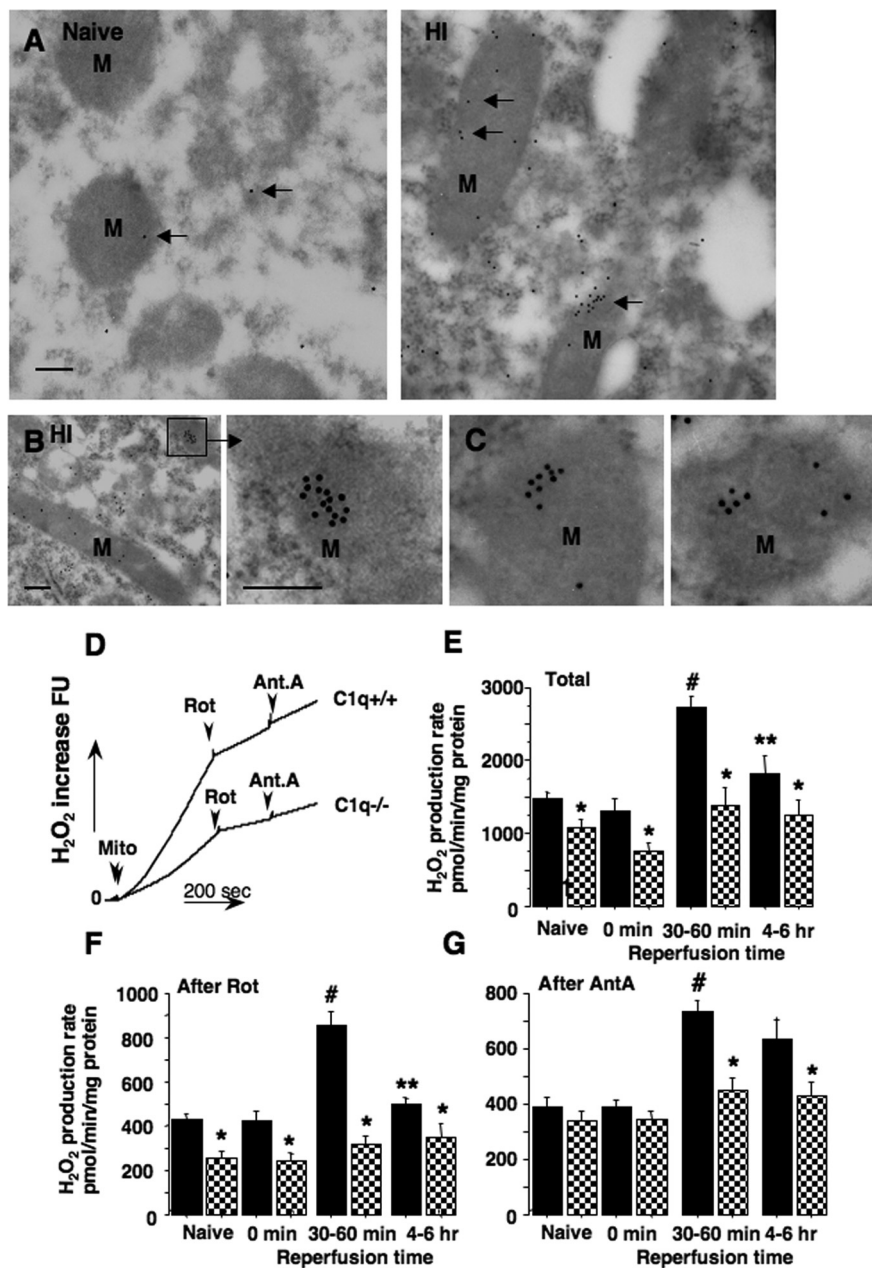 A Naive
M
M
HI
M
M
B HI
M
M
C
M
M
D
H2O2 increase FU
Rot
Ant.A
C1q+/+
Rot
Ant.A
C1q-/-
Mito
0
200 sec
E
Total
H2O2 production rate
pmol/min/mg protein
3000
2000
1000
0
#
*
*
*
**
*
Naive 0 min 30-60 min 4-6 hr
Reperfusion time
F
After Rot
H2O2 production rate
pmol/min/mg protein
1000
800
600
400
200
0
*
*
#
*
**
*
Naive 0 min 30-60 min 4-6 hr
Reperfusion time
G
After AntA
800
600
400
200
0
#
*
*
Naive 0 min 30-60 min 4-6 hr
Reperfusion time